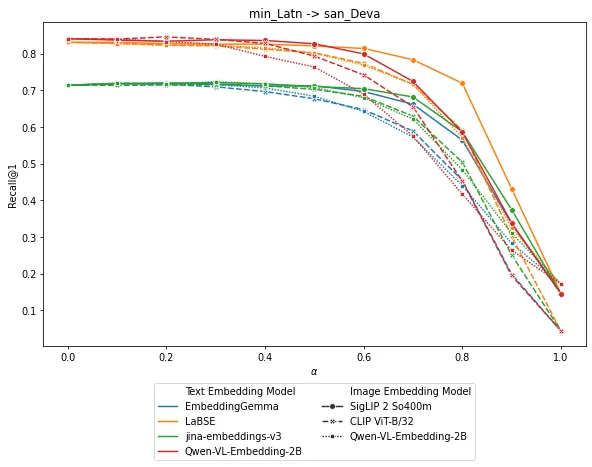 min_Latn -> san_Deva
Recall@1
0.8
0.7
0.6
0.5
0.4
0.3
0.2
0.1
0.0 0.2 0.4 0.6 0.8 1.0
α
Text Embedding Model Image Embedding Model
EmbeddingGemma SigLIP 2 So400m
LaBSE CLIP ViT-B/32
jina-embeddings-v3 Qwen-VL-Embedding-2B
Qwen-VL-Embedding-2B